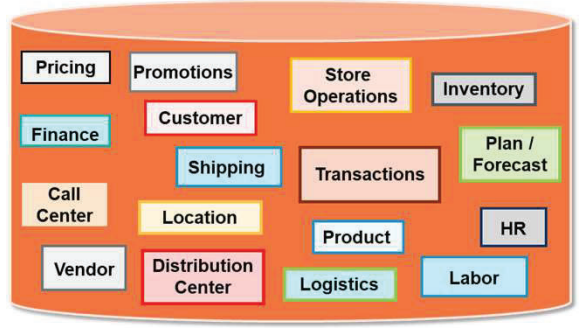 Pricing
Promotions
Store
Operations
Inventory
Customer
Finance
Plan /
Forecast
Shipping
Transactions
Call
Center
Location
Product
HR
Vendor
Distribution
Center
Logistics
Labor